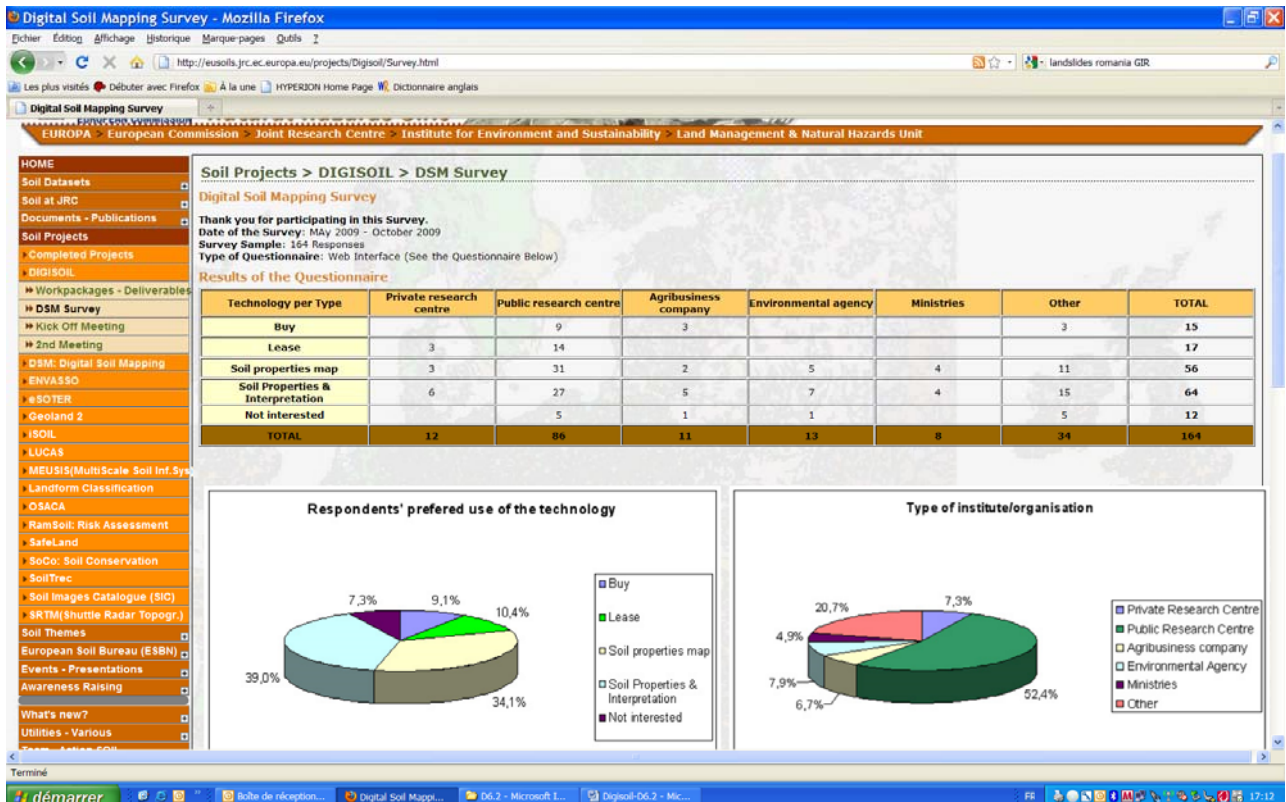 Digital Soil Mapping Survey - Mozilla Firefox
Fichier Édition Affichage Historique Marque-pages Outils ?
http://eusoils.jrc.ec.europa.eu/projects/Digisoil/Survey.html
landslides romania GIR
Les plus visités Débuter avec Firefox À la une HYPERION Home Page Dictionnaire anglais
Digital Soil Mapping Survey
EUROPA > European Commission > Joint Research Centre > Institute for Environment and Sustainability > Land Management & Natural Hazards Unit
HOME
Soil Datasets
Soil at JRC
Documents - Publications
Soil Projects
Completed Projects
DIGISOIL
Workpackages - Deliverables
DSM Survey
Kick Off Meeting
2nd Meeting
DSM: Digital Soil Mapping
ENVASSO
eSOTER
Geoland 2
iSOIL
LUCAS
MEUSIS(MultiScale Soil Inf.Sys
Landform Classification
OSACA
RamSoil: Risk Assessment
SafeLand
SoCo: Soil Conservation
SoilTrec
Soil Images Catalogue (SIC)
SRTM(Shuttle Radar Topogr.)
Soil Themes
European Soil Bureau (ESBN)
Events - Presentations
Awareness Raising
What's new?
Utilities - Various
Soil Projects > DIGISOIL > DSM Survey
Digital Soil Mapping Survey
Thank you for participating in this Survey.
Date of the Survey: MAy 2009 - October 2009
Survey Sample: 164 Responses
Type of Questionnaire: Web Interface (See the Questionnaire Below)
Results of the Questionnaire
Technology per Type Private research centre Public research centre Agribusiness company Environmental agency Ministries Other TOTAL
Buy 9 3 3 15
Lease 3 14 17
Soil properties map 3 31 2 5 4 11 56
Soil Properties & Interpretation 6 27 5 7 4 15 64
Not interested 5 1 1 5 12
TOTAL 12 86 11 13 8 34 164
Respondents' prefered use of the technology
7,3%
9,1%
10,4%
39,0%
34,1%
Buy
Lease
Soil properties map
Soil Properties &
Interpretation
Not interested
Type of institute/organisation
20,7%
7,3%
4,9%
7,9%
6,7%
52,4%
Private Research Centre
Public Research Centre
Agribusiness company
Environmental Agency
Ministries
Other
Terminé
démarrer
Boîte de réception...
Digital Soil Mappi...
D6.2 - Microsoft I...
Digisoil-D6.2 - Mic...
FR
17:12